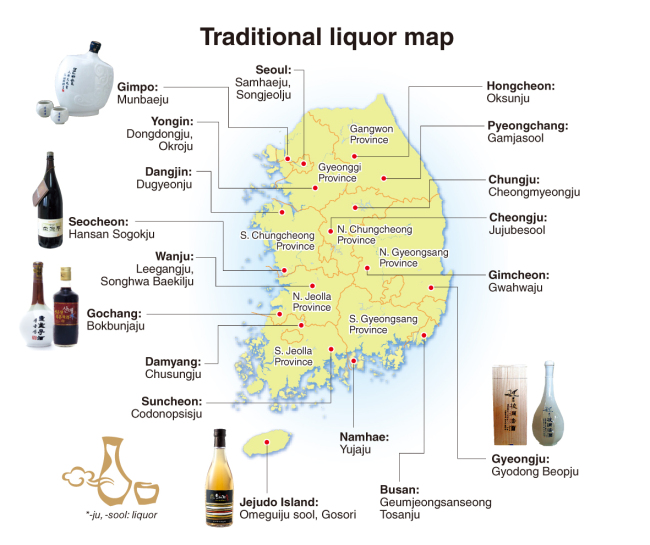 Traditional liquor map
Gimpo:
Munbaeju
Seoul:
Samhaeju,
Songjeolju
Yongin:
Dongdongju,
Okroju
Dangjin:
Dugyeonju
Seocheon:
Hansan Sogokju
Wanju:
Leegangju,
Songhwa Baekilju
Gochang:
Bokbunjaju
Damyang:
Chusungju
Suncheon:
Codonopsisju
Hongcheon:
Oksunju
Pyeongchang:
Gamjasool
Chungju:
Cheongmyeongju
Cheongju:
Jujubesool
Gimcheon:
Gwahwaju
Gyeongju:
Gyodong Beopju
Namhae:
Yujaju
Busan:
Geumjeongsanseong
Tosanju
Jejudo Island:
Omeguiju sool, Gosori
Gangwon
Province
Gyeonggi
Province
S. Chungcheong
Province
N. Chungcheong
Province
N. Gyeongsang
Province
N. Jeolla
Province
S. Gyeongsang
Province
S. Jeolla
Province
*-ju, -sool: liquor